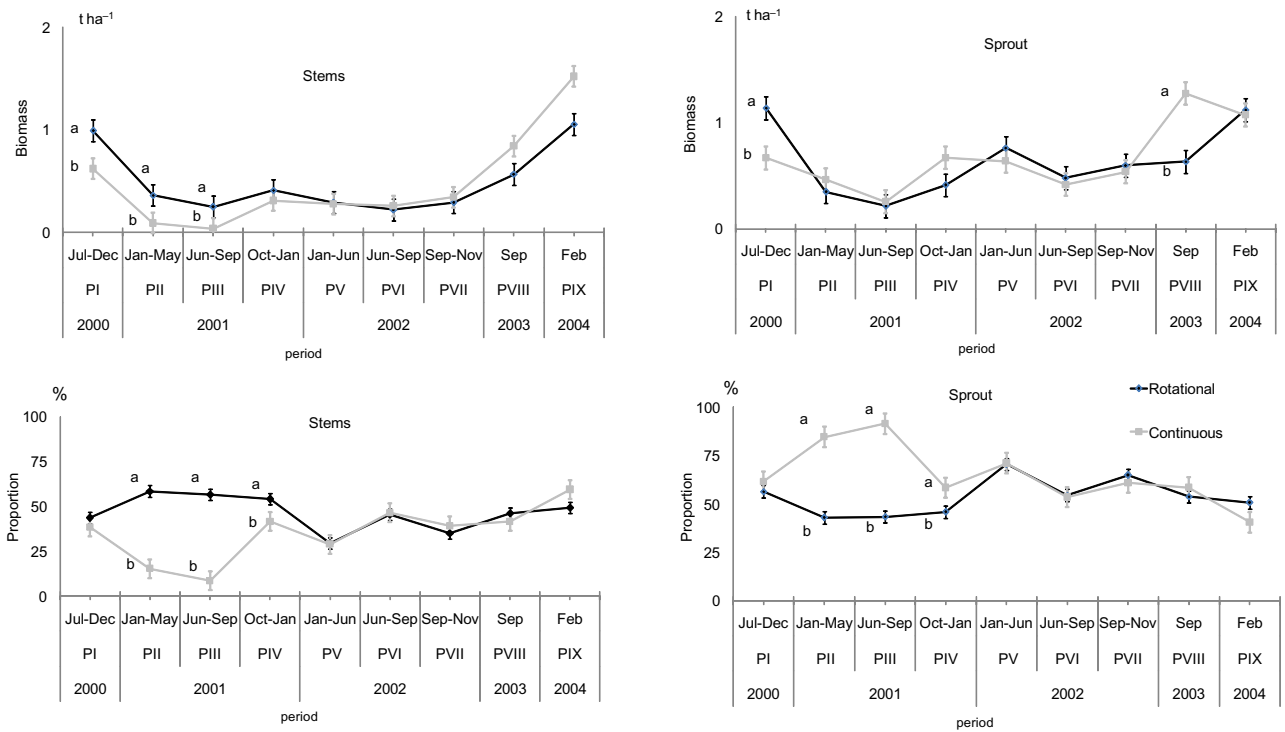 t ha⁻¹
2
Stems
Biomass
a
1
b
a
a
b
b
0
Jul-Dec Jan-May Jun-Sep Oct-Jan Jan-Jun Jun-Sep Sep-Nov Sep Feb
PI PII PIII PIV PV PVI PVII PVIII PIX
2000 2001 2002 2003 2004
period
t ha⁻¹
2
Sprout
Biomass
a
a
1
b
b
0
Jul-Dec Jan-May Jun-Sep Oct-Jan Jan-Jun Jun-Sep Sep-Nov Sep Feb
PI PII PIII PIV PV PVI PVII PVIII PIX
2000 2001 2002 2003 2004
period
%
100
Stems
Proportion
75
a a a
50
b
25
b b
0
Jul-Dec Jan-May Jun-Sep Oct-Jan Jan-Jun Jun-Sep Sep-Nov Sep Feb
PI PII PIII PIV PV PVI PVII PVIII PIX
2000 2001 2002 2003 2004
period
%
Sprout
Rotational
100
a a
Continuous
Proportion
75
a
50
b b b
25
0
Jul-Dec Jan-May Jun-Sep Oct-Jan Jan-Jun Jun-Sep Sep-Nov Sep Feb
PI PII PIII PIV PV PVI PVII PVIII PIX
2000 2001 2002 2003 2004
period